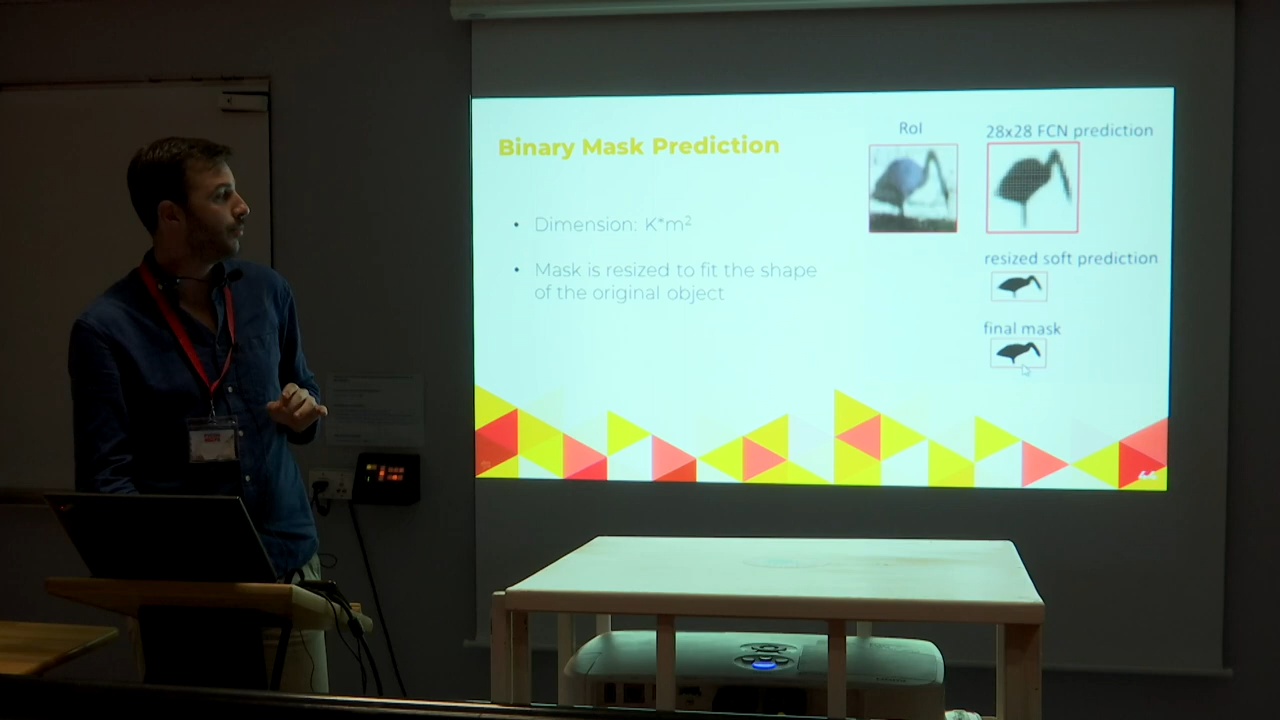 Binary Mask Prediction
• Dimension: K*m²
• Mask is resized to fit the shape
of the original object
RoI
28x28 FCN prediction
resized soft prediction
final mask
44